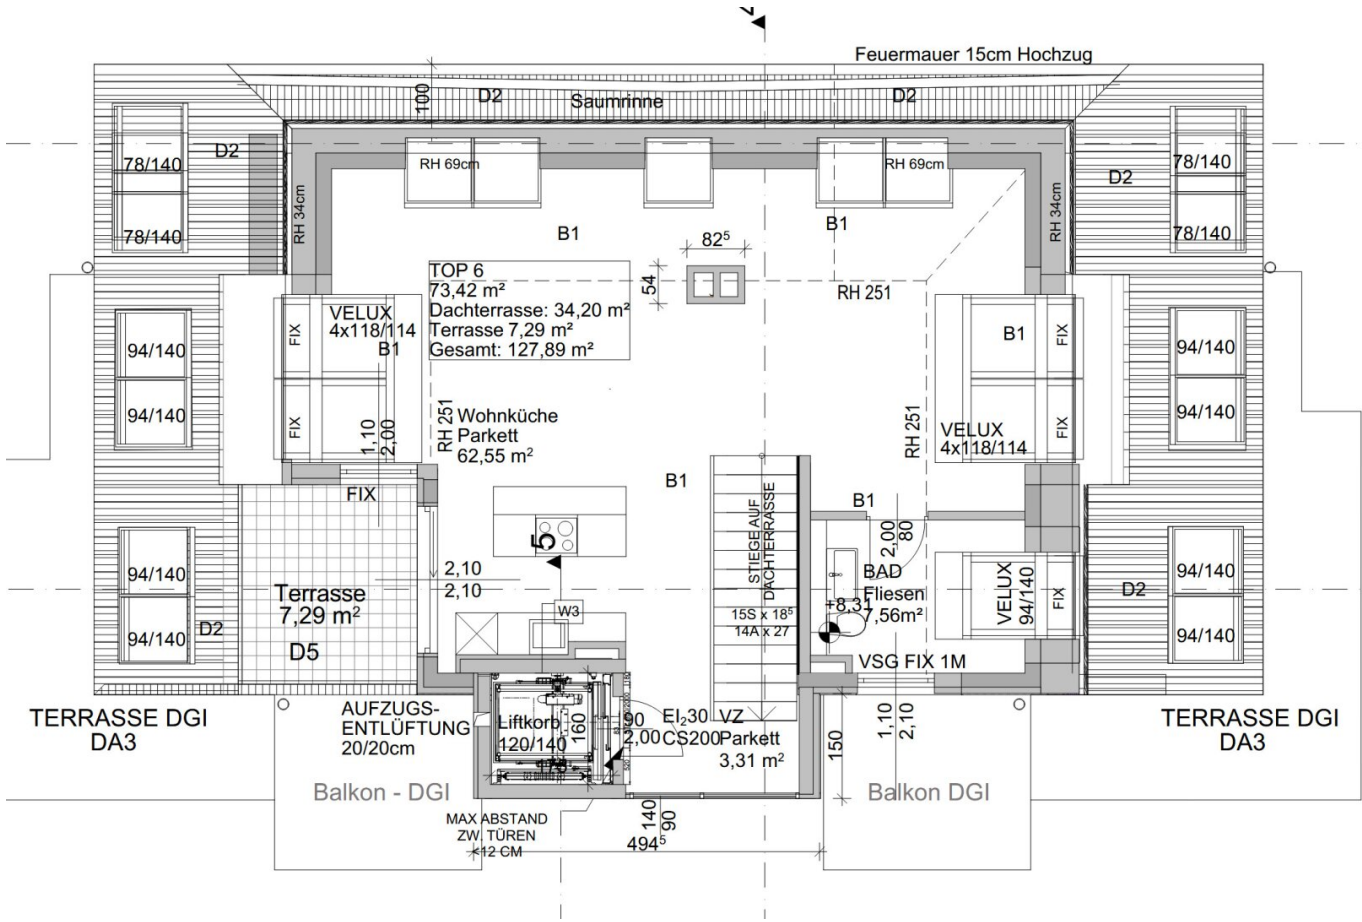 Feuermauer 15cm Hochzug
D2
Saumrinne
D2
100
78/140
D2
RH 69cm
RH 69cm
78/140
D2
78/140
RH 34cm
RH 34cm
78/140
B1
B1
82⁵
54
TOP 6
73,42 m²
Dachterrasse: 34,20 m²
Terrasse 7,29 m²
Gesamt: 127,89 m²
RH 251
VELUX
4x118/114
B1
FIX
FIX
94/140
94/140
B1
FIX
FIX
94/140
94/140
1,10
2,00
RH 251
Wohnküche
Parkett
62,55 m²
RH 251
VELUX
4x118/114
FIX
B1
B1
STIEGE AUF
DACHTERRASSE
15S x 18⁵
14A x 27
5
2,10
2,10
W3
2,00
80
BAD
Fliesen
7,56m²
+8,31
VELUX
94/140
FIX
D2
94/140
94/140
94/140
94/140
D2
Terrasse
7,29 m²
D5
VSG FIX 1M
TERRASSE DGI
DA3
AUFZUGS-
ENTLÜFTUNG
20/20cm
Liftkorb
120/140
160
90
2,00
EI₂30
CS200
VZ
Parkett
3,31 m²
150
1,10
2,10
TERRASSE DGI
DA3
Balkon - DGI
Balkon DGI
MAX ABSTAND
ZW. TÜREN
<12 CM
140
90
494⁵